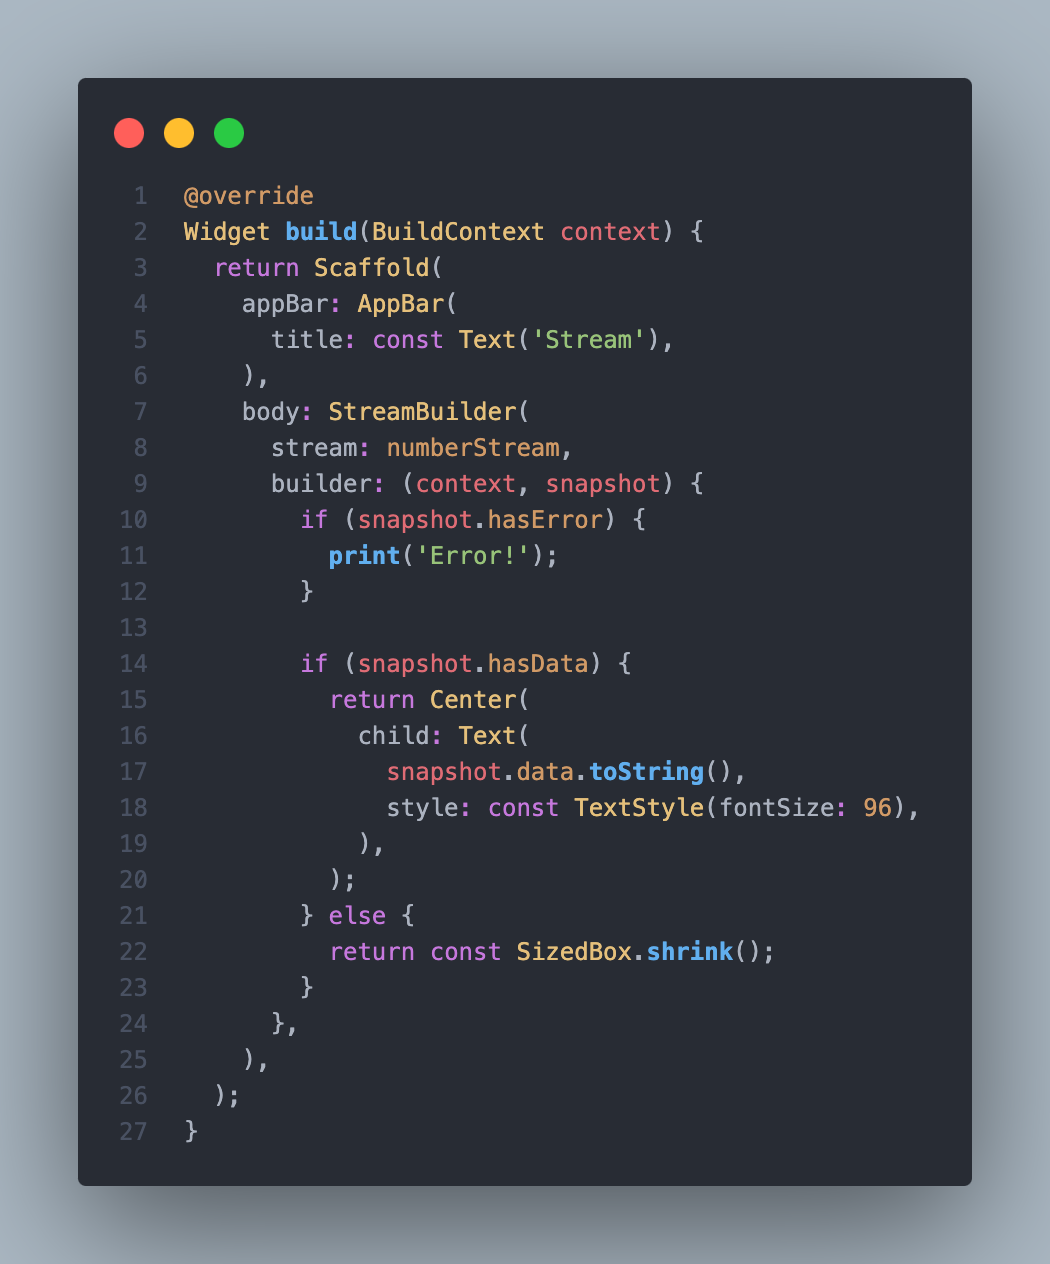 1 @override
2 Widget build(BuildContext context) {
3   return Scaffold(
4     appBar: AppBar(
5       title: const Text('Stream'),
6     ),
7     body: StreamBuilder(
8       stream: numberStream,
9       builder: (context, snapshot) {
10         if (snapshot.hasError) {
11           print('Error!');
12         }
13
14         if (snapshot.hasData) {
15           return Center(
16             child: Text(
17               snapshot.data.toString(),
18               style: const TextStyle(fontSize: 96),
19             ),
20           );
21         } else {
22           return const SizedBox.shrink();
23         }
24       },
25     ),
26   );
27 }